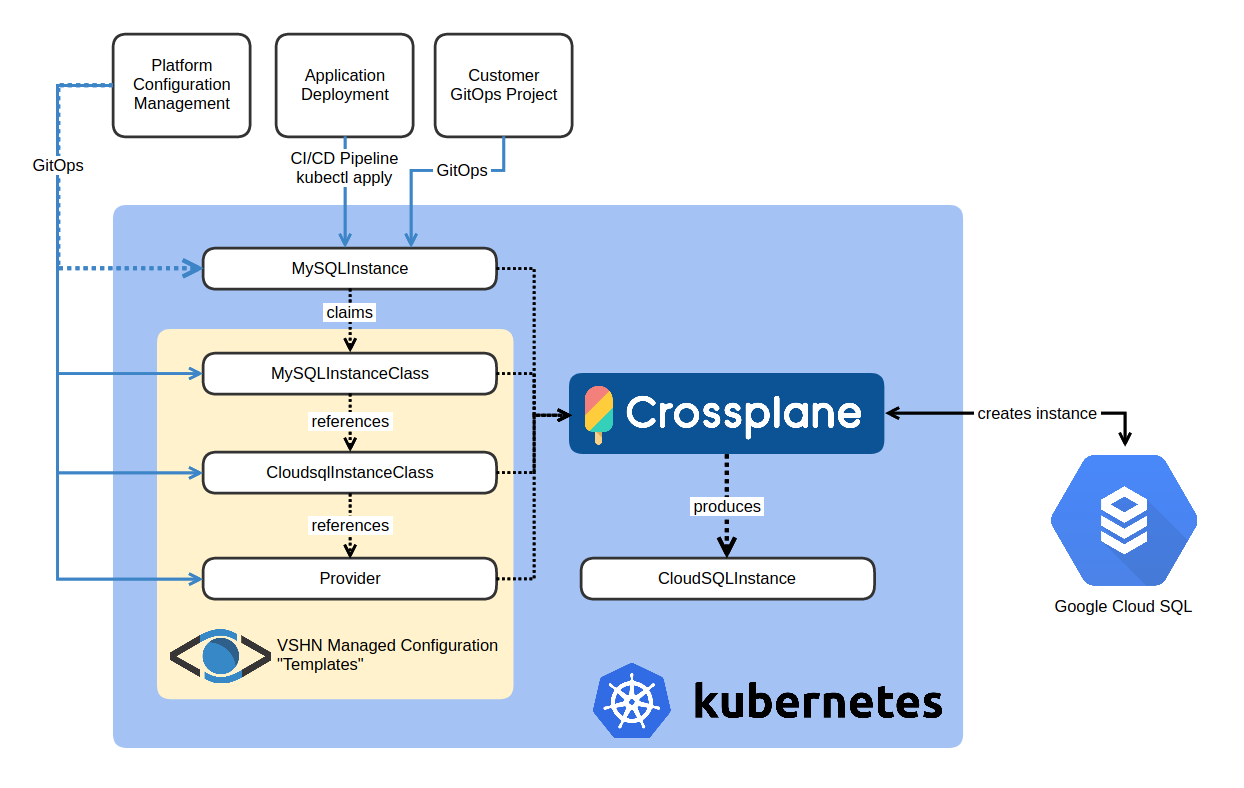 Platform
Configuration
Management
Application
Deployment
Customer
GitOps Project
GitOps
CI/CD Pipeline
kubectl apply
GitOps
MySQLInstance
claims
MySQLInstanceClass
references
CloudsqlInstanceClass
references
Provider
VSHN Managed Configuration
"Templates"
Crossplane
produces
CloudSQLInstance
kubernetes
creates instance
Google Cloud SQL